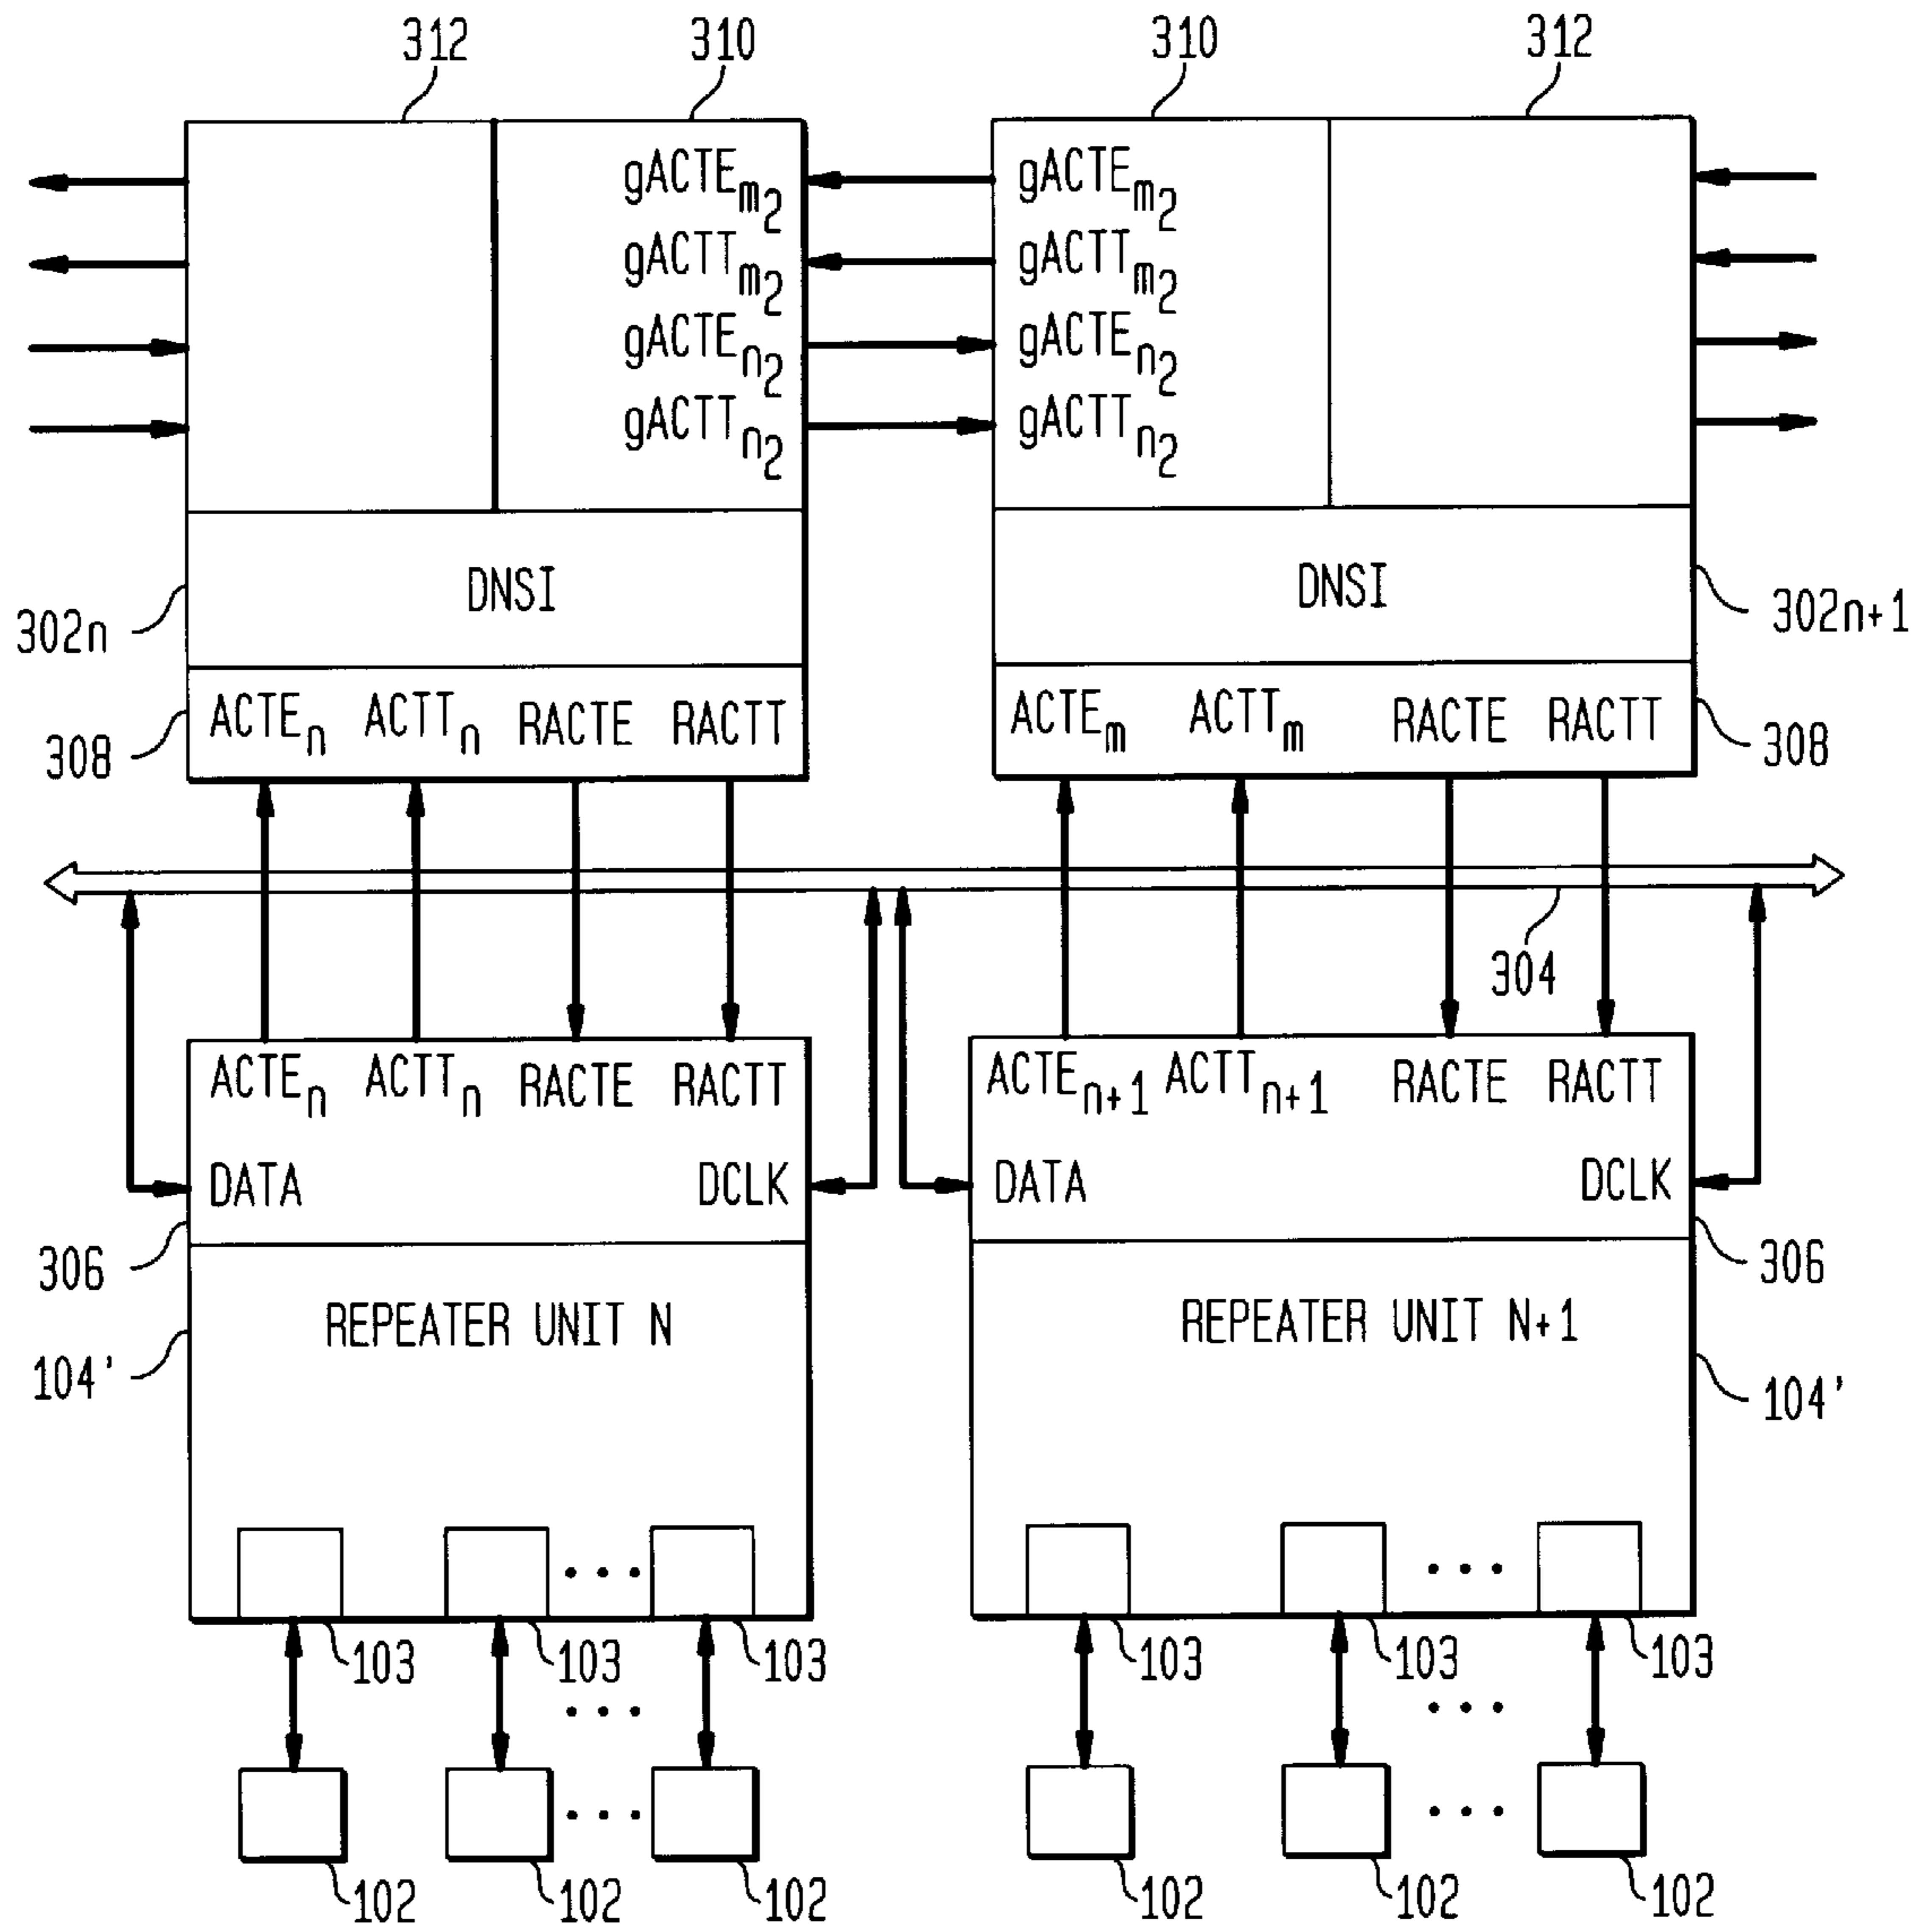 312 310 310 312
gACTEm2 gACTEm2
gACTTm2 gACTTm2
gACTEn2 gACTEn2
gACTTn2 gACTTn2
DNSI DNSI
302n 302n+1
ACTEn ACTTn RACTE RACTT ACTEm ACTTm RACTE RACTT
308 308
304
ACTEn ACTTn RACTE RACTT ACTEn+1 ACTTn+1 RACTE RACTT
DATA DCLK DATA DCLK
306 306
REPEATER UNIT N REPEATER UNIT N+1
104' 104'
103 103 103 103 103 103
102 102 102 102 102 102